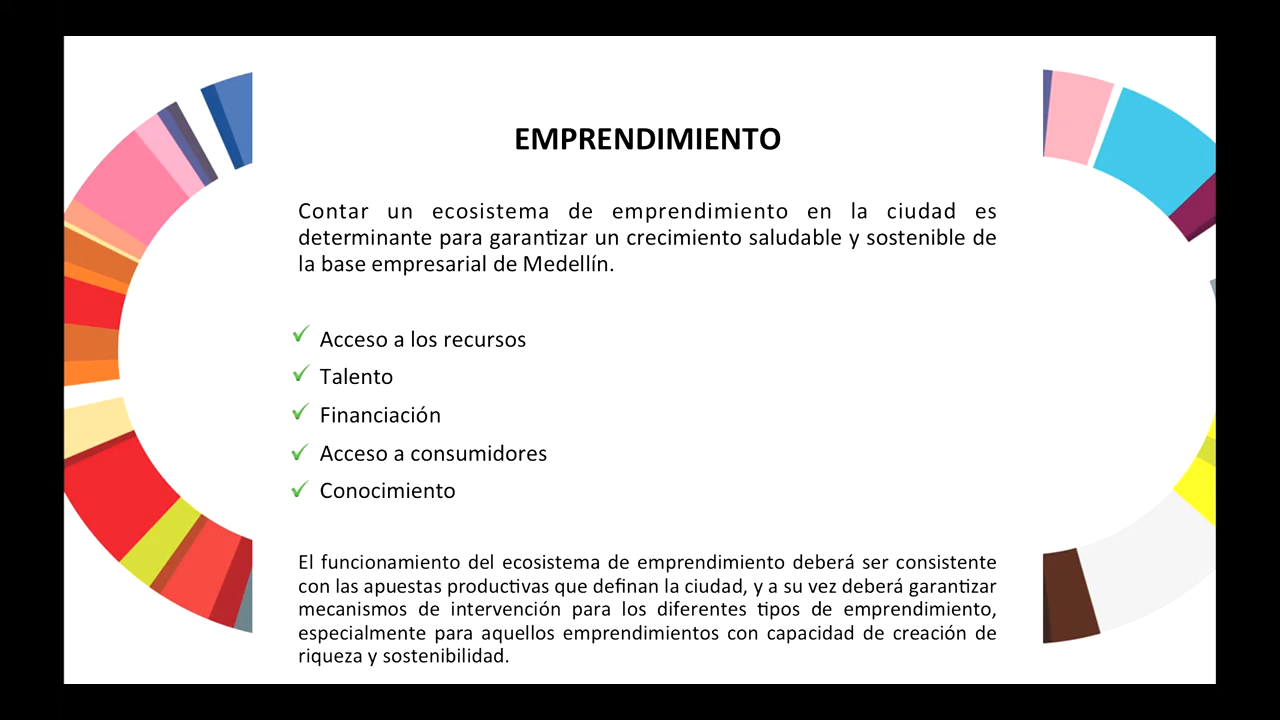 EMPRENDIMIENTO
Contar un ecosistema de emprendimiento en la ciudad es
determinante para garantizar un crecimiento saludable y sostenible de
la base empresarial de Medellín.
Acceso a los recursos
Talento
Financiación
Acceso a consumidores
Conocimiento
El funcionamiento del ecosistema de emprendimiento deberá ser consistente
con las apuestas productivas que definan la ciudad, y a su vez deberá garantizar
mecanismos de intervención para los diferentes tipos de emprendimiento,
especialmente para aquellos emprendimientos con capacidad de creación de
riqueza y sostenibilidad.